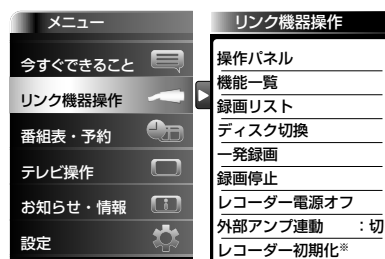 メニュー
今すぐできること
リンク機器操作
番組表・予約
テレビ操作
お知らせ・情報
設定
リンク機器操作
操作パネル
機能一覧
録画リスト
ディスク切換
一発録画
録画停止
レコーダー電源オフ
外部アンプ連動 :切
レコーダー初期化※